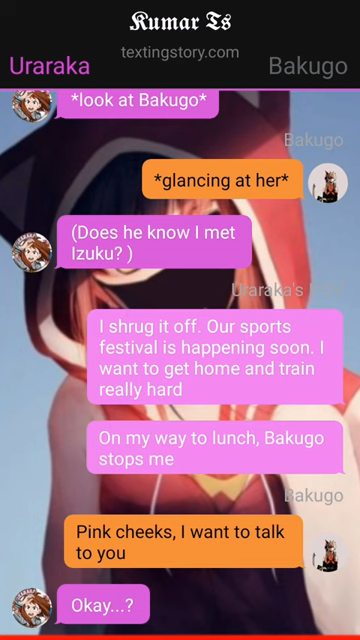 Kumar Ts
textingstory.com
Uraraka
Bakugo
*look at Bakugo*
Bakugo
*glancing at her*
(Does he know I met
Izuku? )
Uraraka's
I shrug it off. Our sports
festival is happening soon. I
want to get home and train
really hard
On my way to lunch, Bakugo
stops me
Bakugo
Pink cheeks, I want to talk
to you
Okay...?